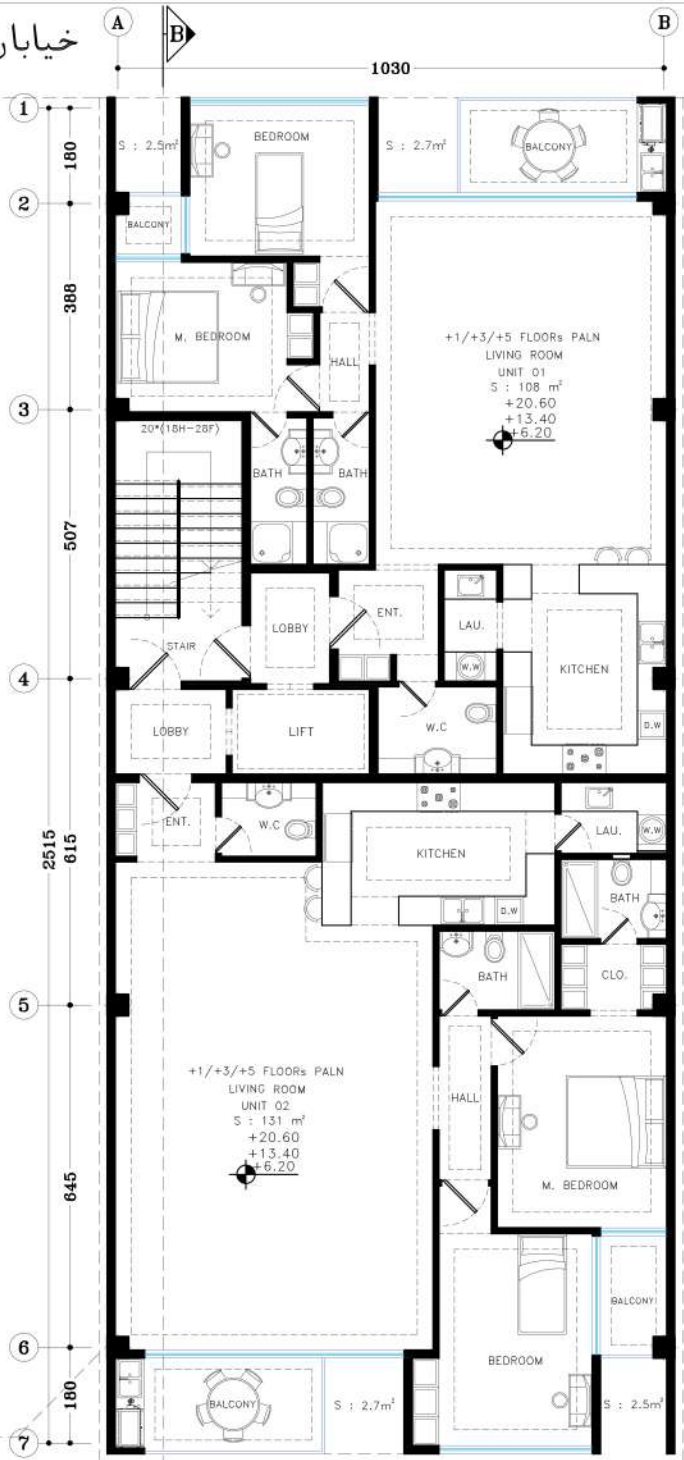 خیابان
A
B
B
1030
1
180
2
388
3
507
4
2515
615
5
645
6
180
7
S : 2.5m²
BEDROOM
S : 2.7m²
BALCONY
BALCONY
M. BEDROOM
HALL
+1/+3/+5 FLOORs PALN
LIVING ROOM
UNIT 01
S : 108 m²
+20.60
+13.40
+6.20
20*(18H-28F)
BATH
BATH
STAIR
LOBBY
ENT.
LAU.
W.W
KITCHEN
D.W
LOBBY
LIFT
W.C
ENT.
W.C
KITCHEN
D.W
LAU.
W.W
BATH
BATH
CLO.
+1/+3/+5 FLOORs PALN
LIVING ROOM
UNIT 02
S : 131 m²
+20.60
+13.40
+6.20
HALL
M. BEDROOM
BALCONY
BEDROOM
BALCONY
S : 2.7m²
S : 2.5m²